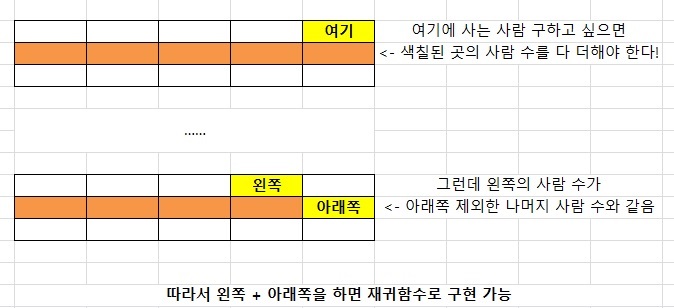 여기
여기에 사는 사람 구하고 싶으면
<- 색칠된 곳의 사람 수를 다 더해야 한다!
......
왼쪽
그런데 왼쪽의 사람 수가
아래쪽
<- 아래쪽 제외한 나머지 사람 수와 같음
따라서 왼쪽 + 아래쪽을 하면 재귀함수로 구현 가능